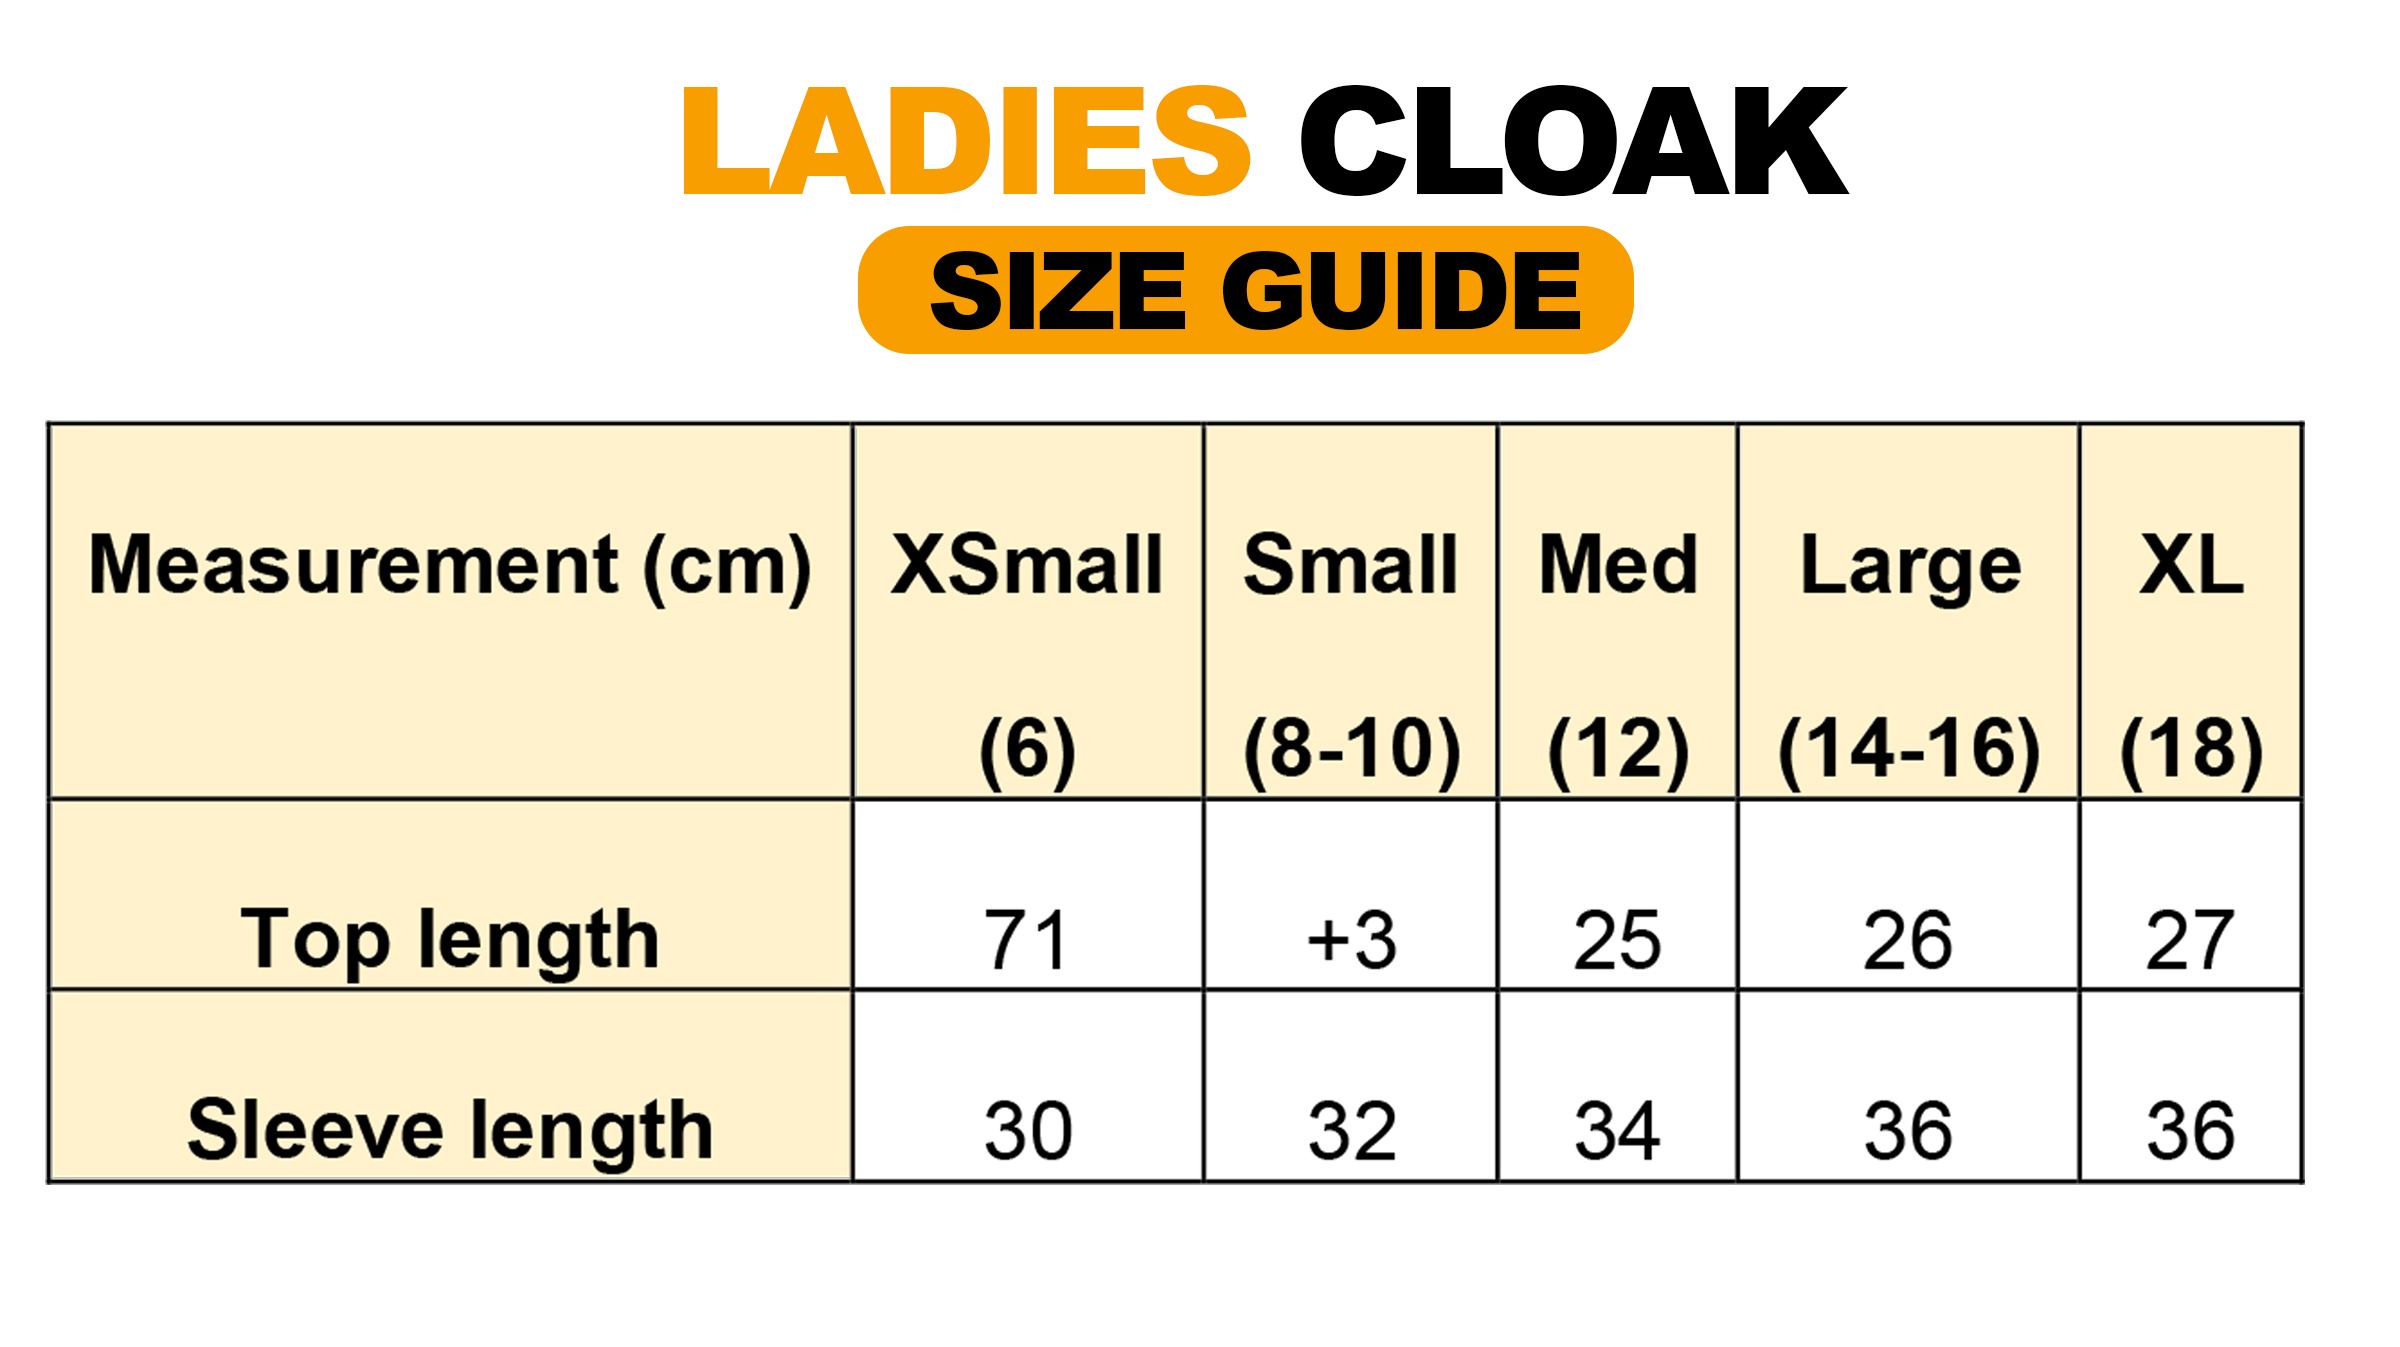 LADIES CLOAK
SIZE GUIDE
Measurement (cm) XSmall Small Med Large XL
(6) (8-10) (12) (14-16) (18)
Top length 71 +3 25 26 27
Sleeve length 30 32 34 36 36